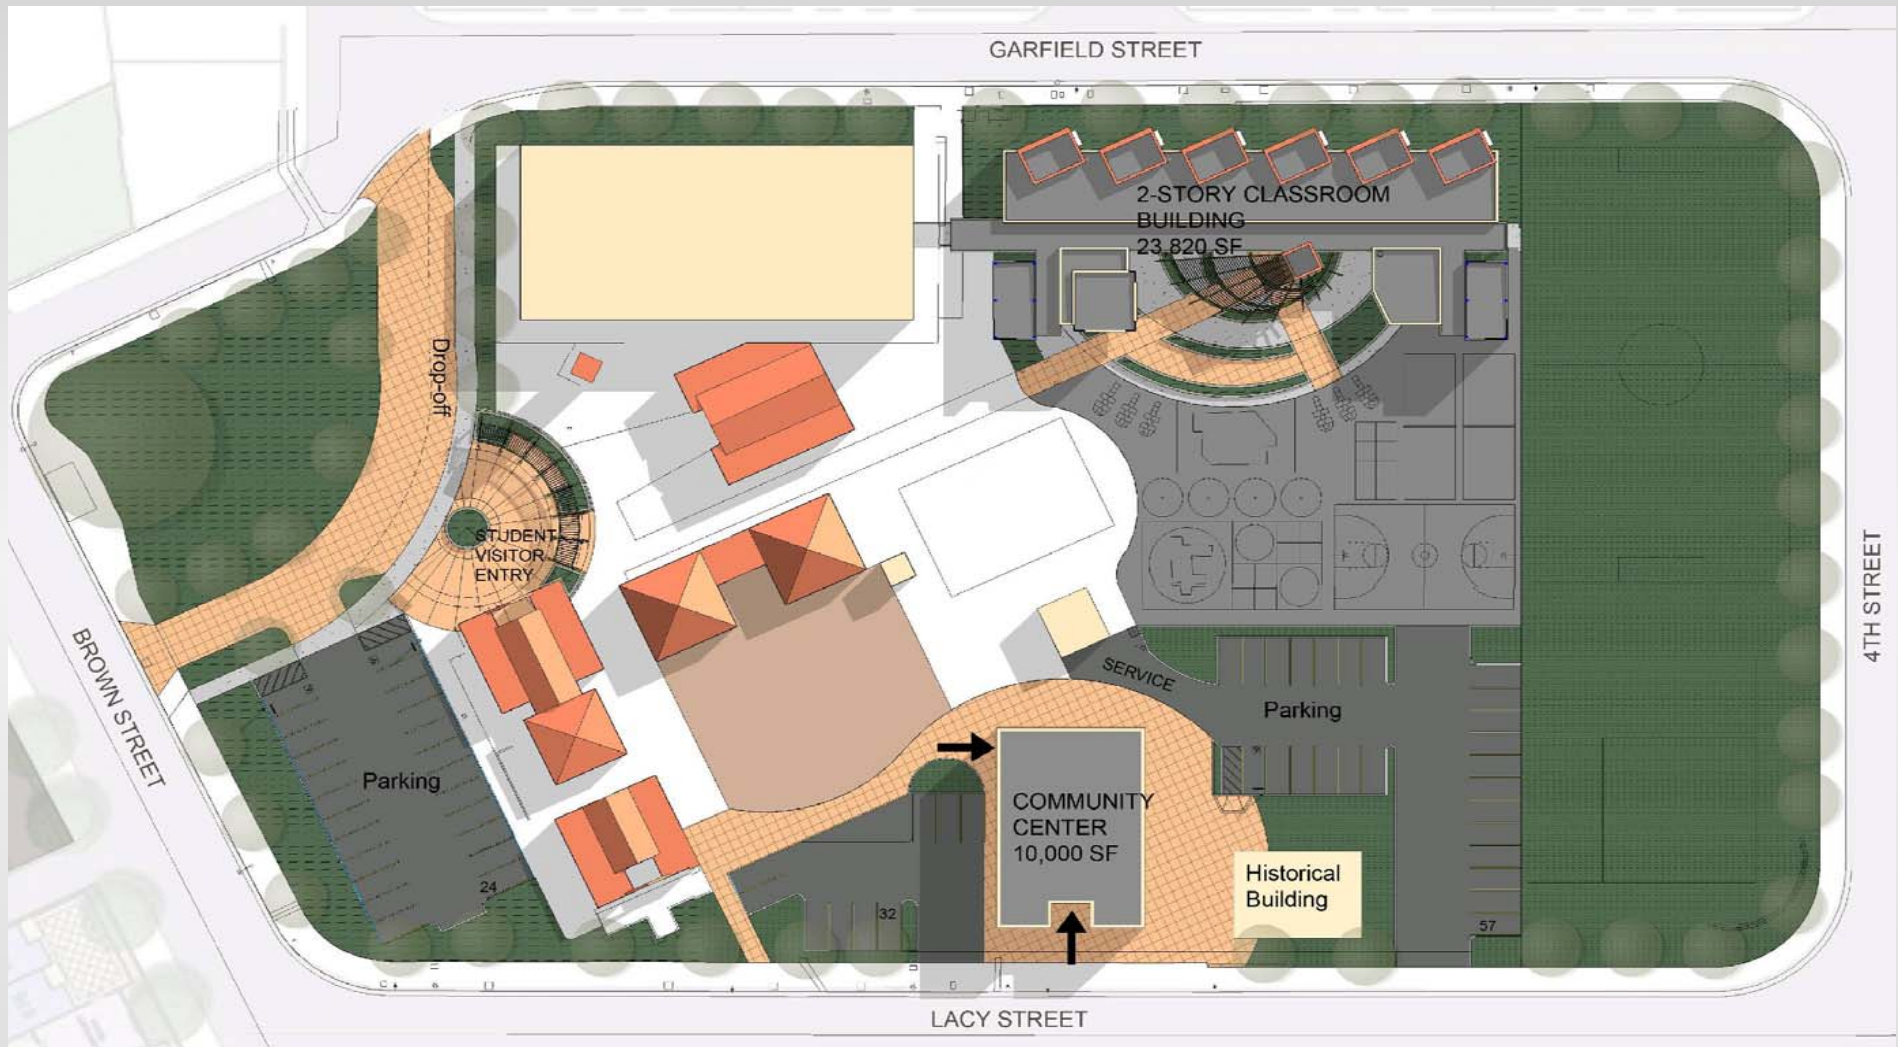 GARFIELD STREET
2-STORY CLASSROOM
BUILDING
23,820 SF
Drop-off
STUDENT
VISITOR
ENTRY
BROWN STREET
4TH STREET
SERVICE
Parking
Parking
COMMUNITY
CENTER
10,000 SF
Historical
Building
24
32
57
LACY STREET